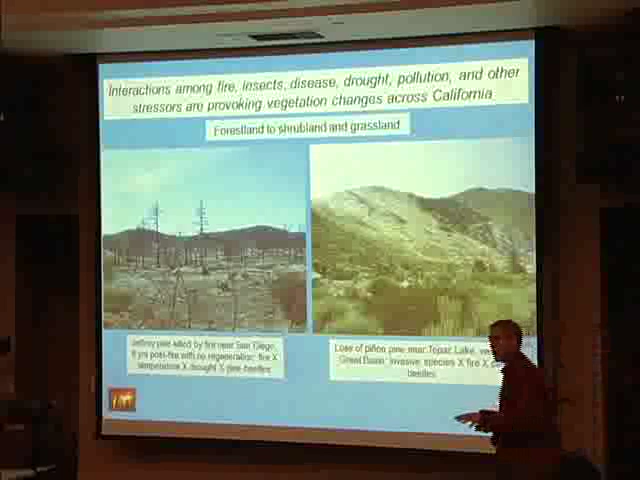 Interactions among fire, insects, disease, drought, pollution, and other
stressors are provoking vegetation changes across California
Forestland to shrubland and grassland
Jeffrey pine killed by fire near San Diego,
yrs post-fire with no regeneration; fire X
temperature X drought X pine-beetles
Loss of piñon pine near Topaz Lake,
Great Basin; invasive species X fire X
beetles